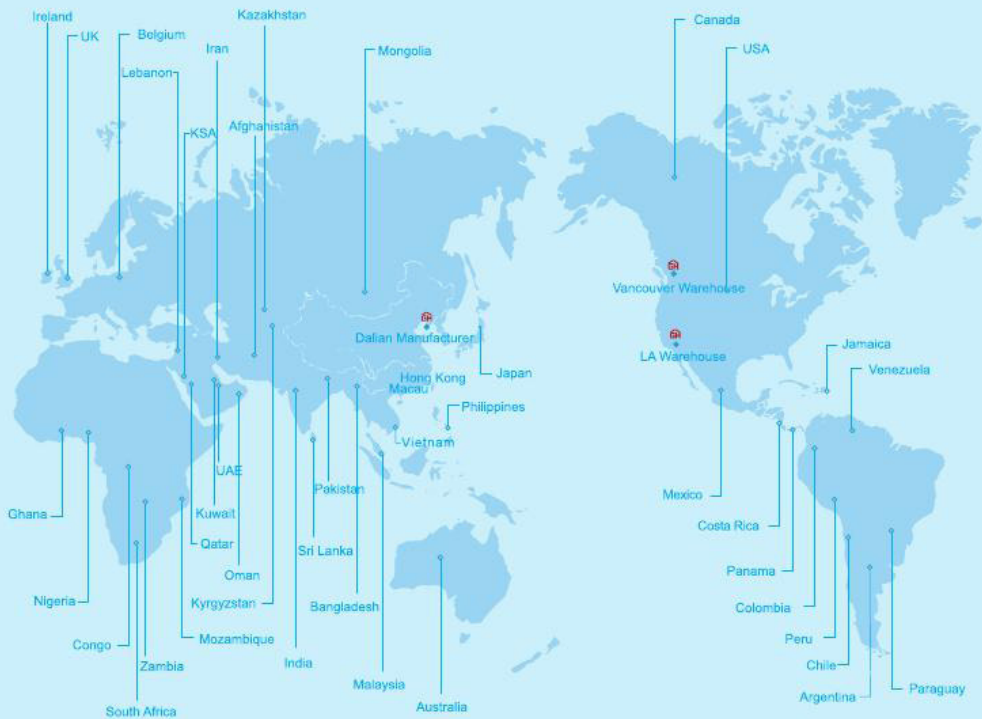 Ireland
UK
Belgium
Lebanon
KSA
Iran
Kazakhstan
Afghanistan
Mongolia
Canada
USA
Vancouver Warehouse
Dalian Manufacturer
LA Warehouse
Hong Kong
Macau
Japan
Philippines
Vietnam
Jamaica
Venezuela
UAE
Pakistan
Ghana
Kuwait
Qatar
Sri Lanka
Oman
Nigeria
Kyrgyzstan
Bangladesh
Congo
Mozambique
Zambia
India
Malaysia
South Africa
Australia
Mexico
Costa Rica
Panama
Colombia
Peru
Chile
Argentina
Paraguay